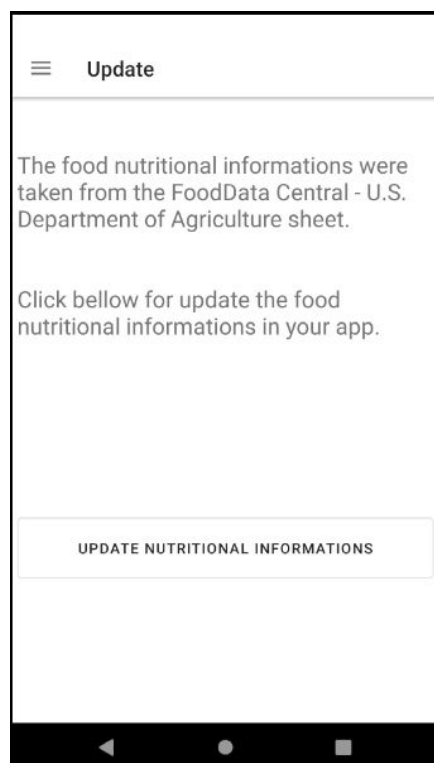 Update
The food nutritional informations were
taken from the FoodData Central - U.S.
Department of Agriculture sheet.
Click bellow for update the food
nutritional informations in your app.
UPDATE NUTRITIONAL INFORMATIONS